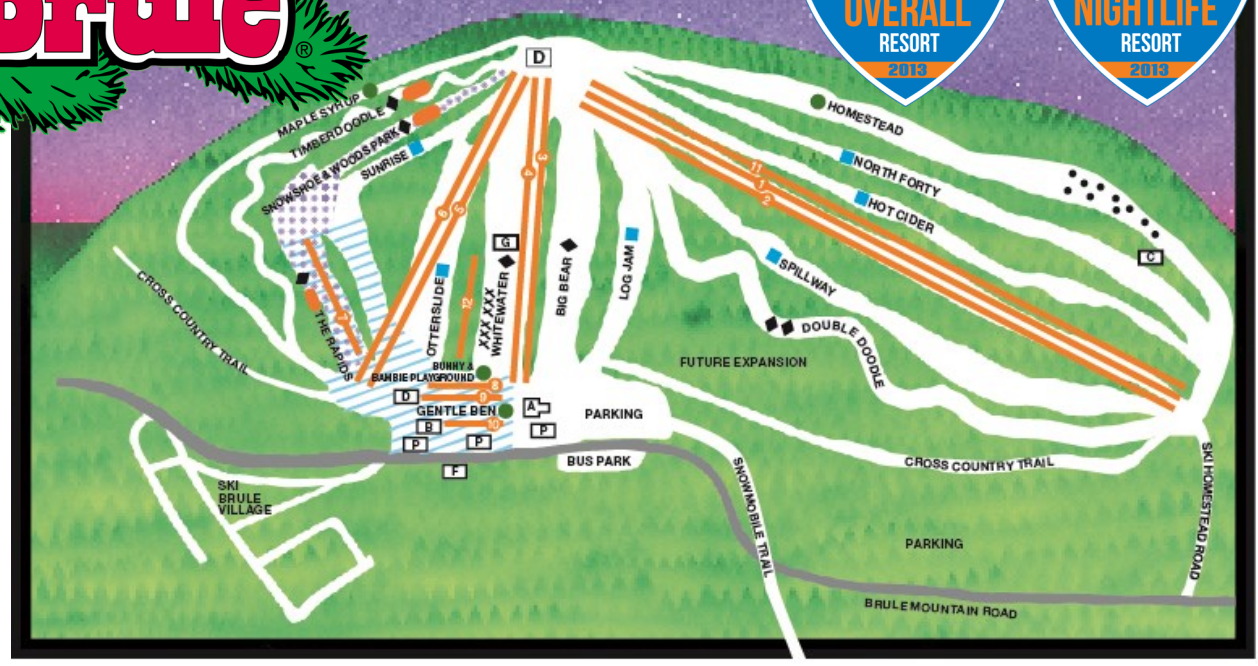 Brule
®
OVERALL
RESORT
2013
NIGHTLIFE
RESORT
2013
D
MAPLE SYRUP
TIMBERDOODLE
SNOWSHOE & WOODS PARK
SUNRISE
HOMESTEAD
NORTH FORTY
HOT CIDER
SPILLWAY
DOUBLE DOODLE
C
11
1
2
3
4
6
5
G
BIG BEAR
LOG JAM
OTTERSLIDE
12
XXX XXX
WHITEWATER
7
THE RAPIDS
CROSS COUNTRY TRAIL
BUNNY &
BAMBIE PLAYGROUND
8
D
9
GENTLE BEN
A
B
10
P
P
P
F
PARKING
BUS PARK
FUTURE EXPANSION
CROSS COUNTRY TRAIL
SKI
BRULE
VILLAGE
SNOWMOBILE TRAIL
PARKING
SKI HOMESTEAD ROAD
BRULE MOUNTAIN ROAD